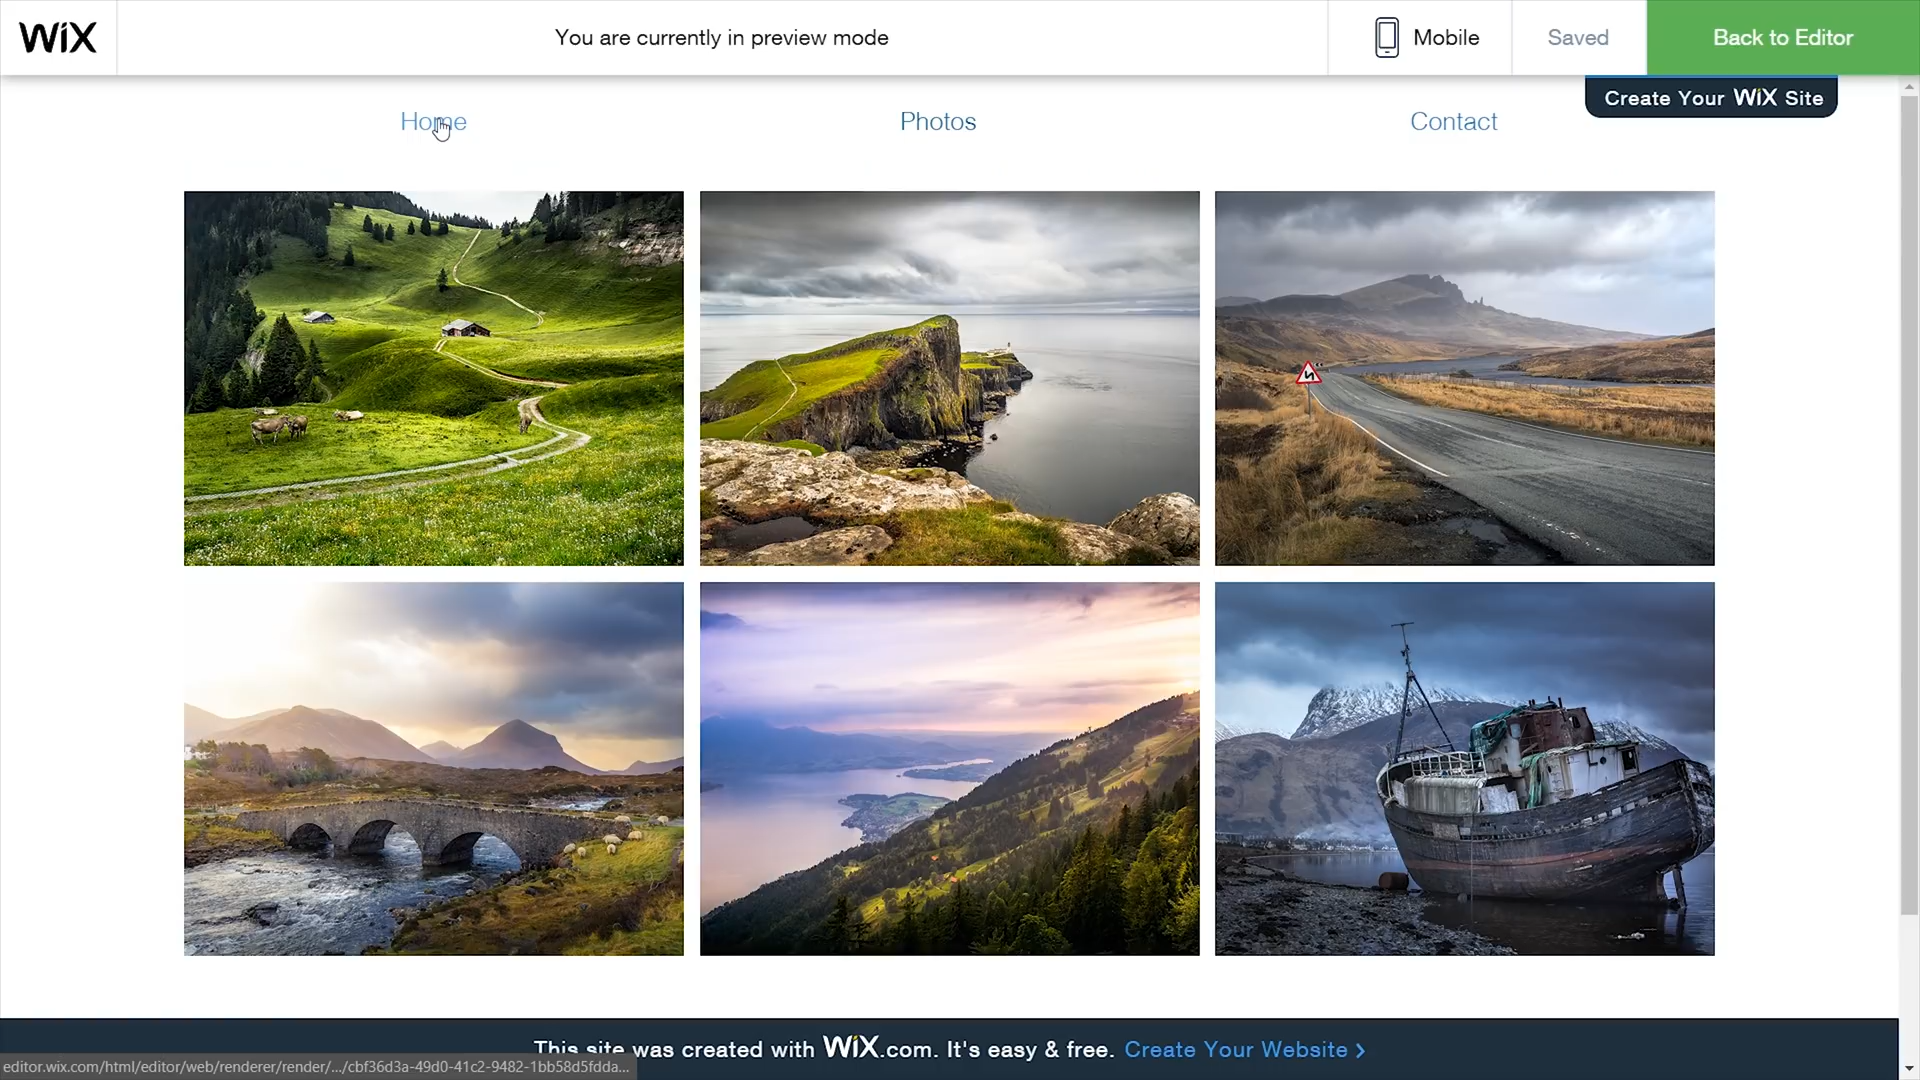 WiX
You are currently in preview mode
Mobile
Saved
Back to Editor
Create Your WiX Site
Home
Photos
Contact
This site was created with WiX.com. It's easy & free.
Create Your Website >
editor.wix.com/html/editor/web/renderer/render/.../cbf36d3a-49d0-41c2-9482-1bb58d5fdda...